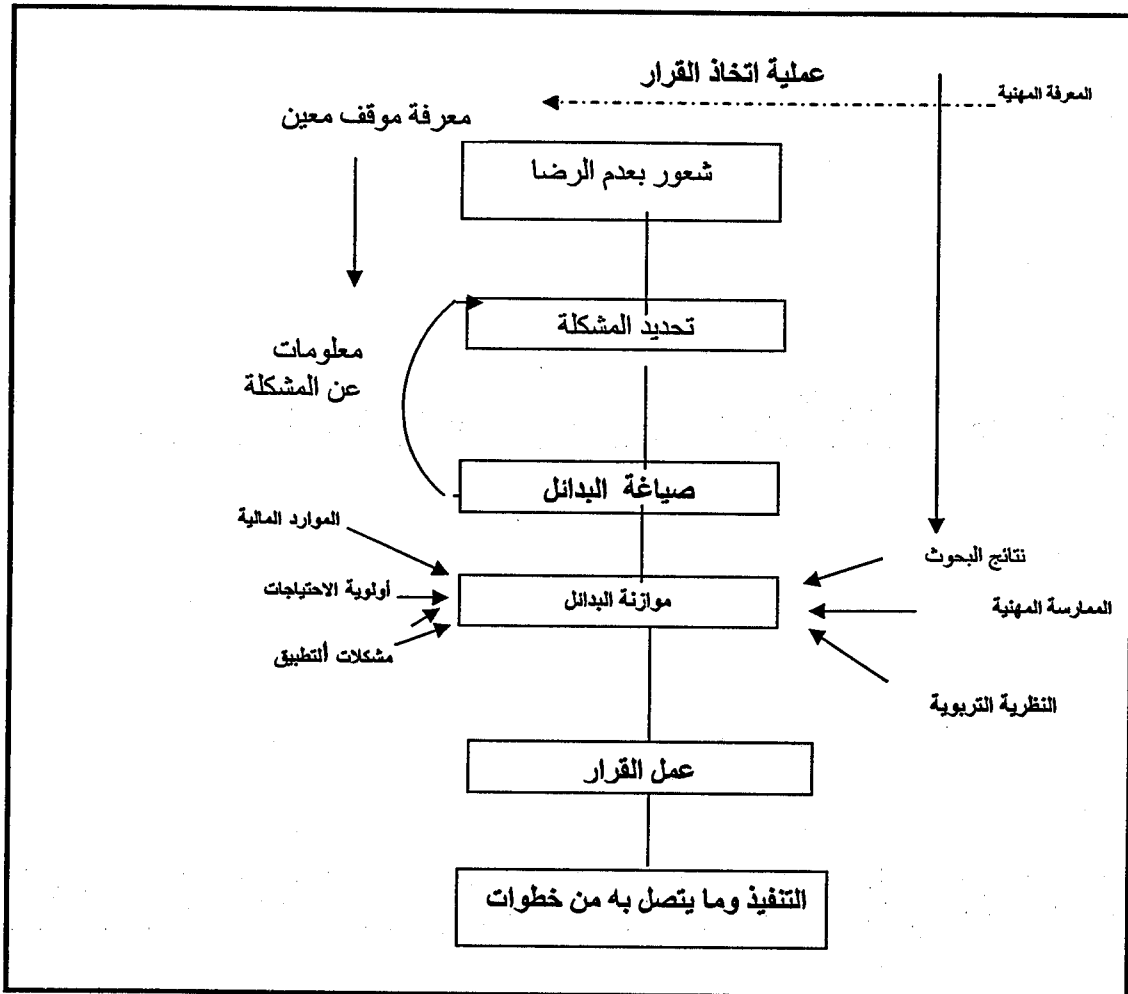 عملية اتخاذ القرار
المعرفة المهنية
معرفة موقف معين
شعور بعدم الرضا
تحديد المشكلة
معلومات
عن المشكلة
صياغة البدائل
الموارد المالية
نتائج البحوث
أولوية الاحتياجات
موازنة البدائل
الممارسة المهنية
مشكلات ألتطبيق
النظرية التربوية
عمل القرار
التنفيذ وما يتصل به من خطوات